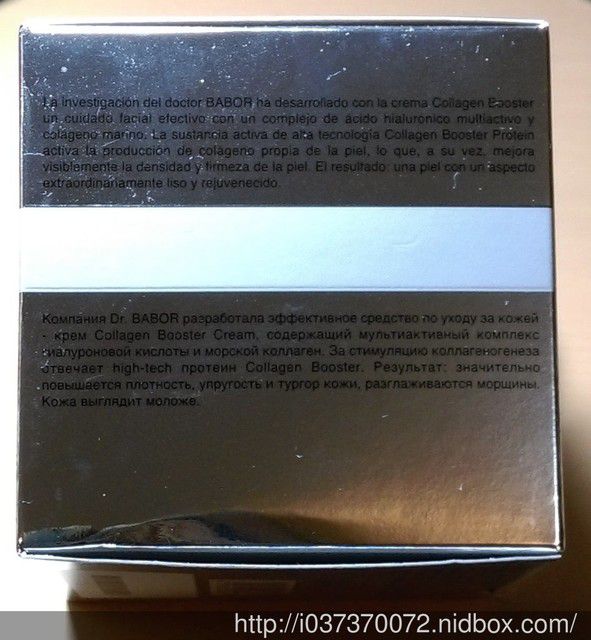 La investigación del doctor BABOR ha desarrollado con la crema Collagen Booster
un cuidado facial efectivo con un complejo de ácido hialurónico multiactivo y
colágeno marino. La sustancia activa de alta tecnología Collagen Booster Protein
activa la producción de colágeno propia de la piel, lo que, a su vez, mejora
visiblemente la densidad y firmeza de la piel. El resultado: una piel con un aspecto
extraordinariamente liso y rejuvenecido.
Компания Dr. BABOR разработала эффективное средство по уходу за кожей
- крем Collagen Booster Cream, содержащий мультиактивный комплекс
гиалуроновой кислоты и морской коллаген. За стимуляцию коллагеногенеза
отвечает high-tech протеин Collagen Booster. Результат: значительно
повышается плотность, упругость и тургор кожи, разглаживаются морщины.
Кожа выглядит моложе.
http://i037370072.nidbox.com/